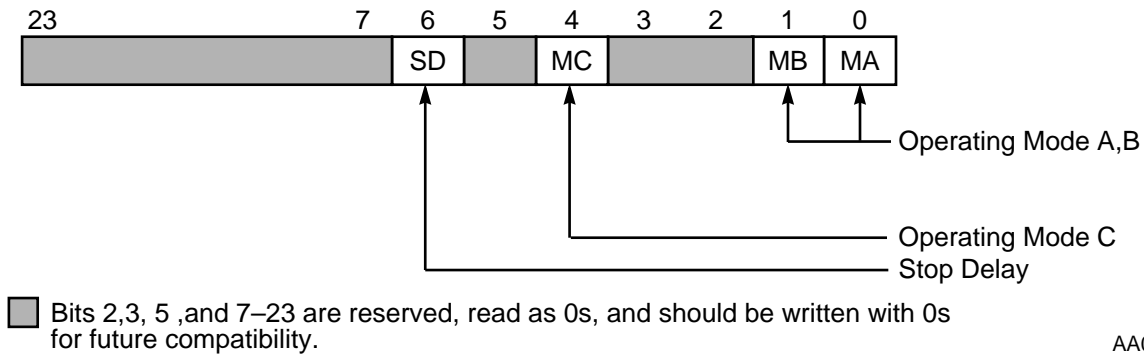 23 7 6 5 4 3 2 1 0
SD MC MB MA
Operating Mode A,B
Operating Mode C
Stop Delay
Bits 2,3, 5 ,and 7–23 are reserved, read as 0s, and should be written with 0s
for future compatibility.